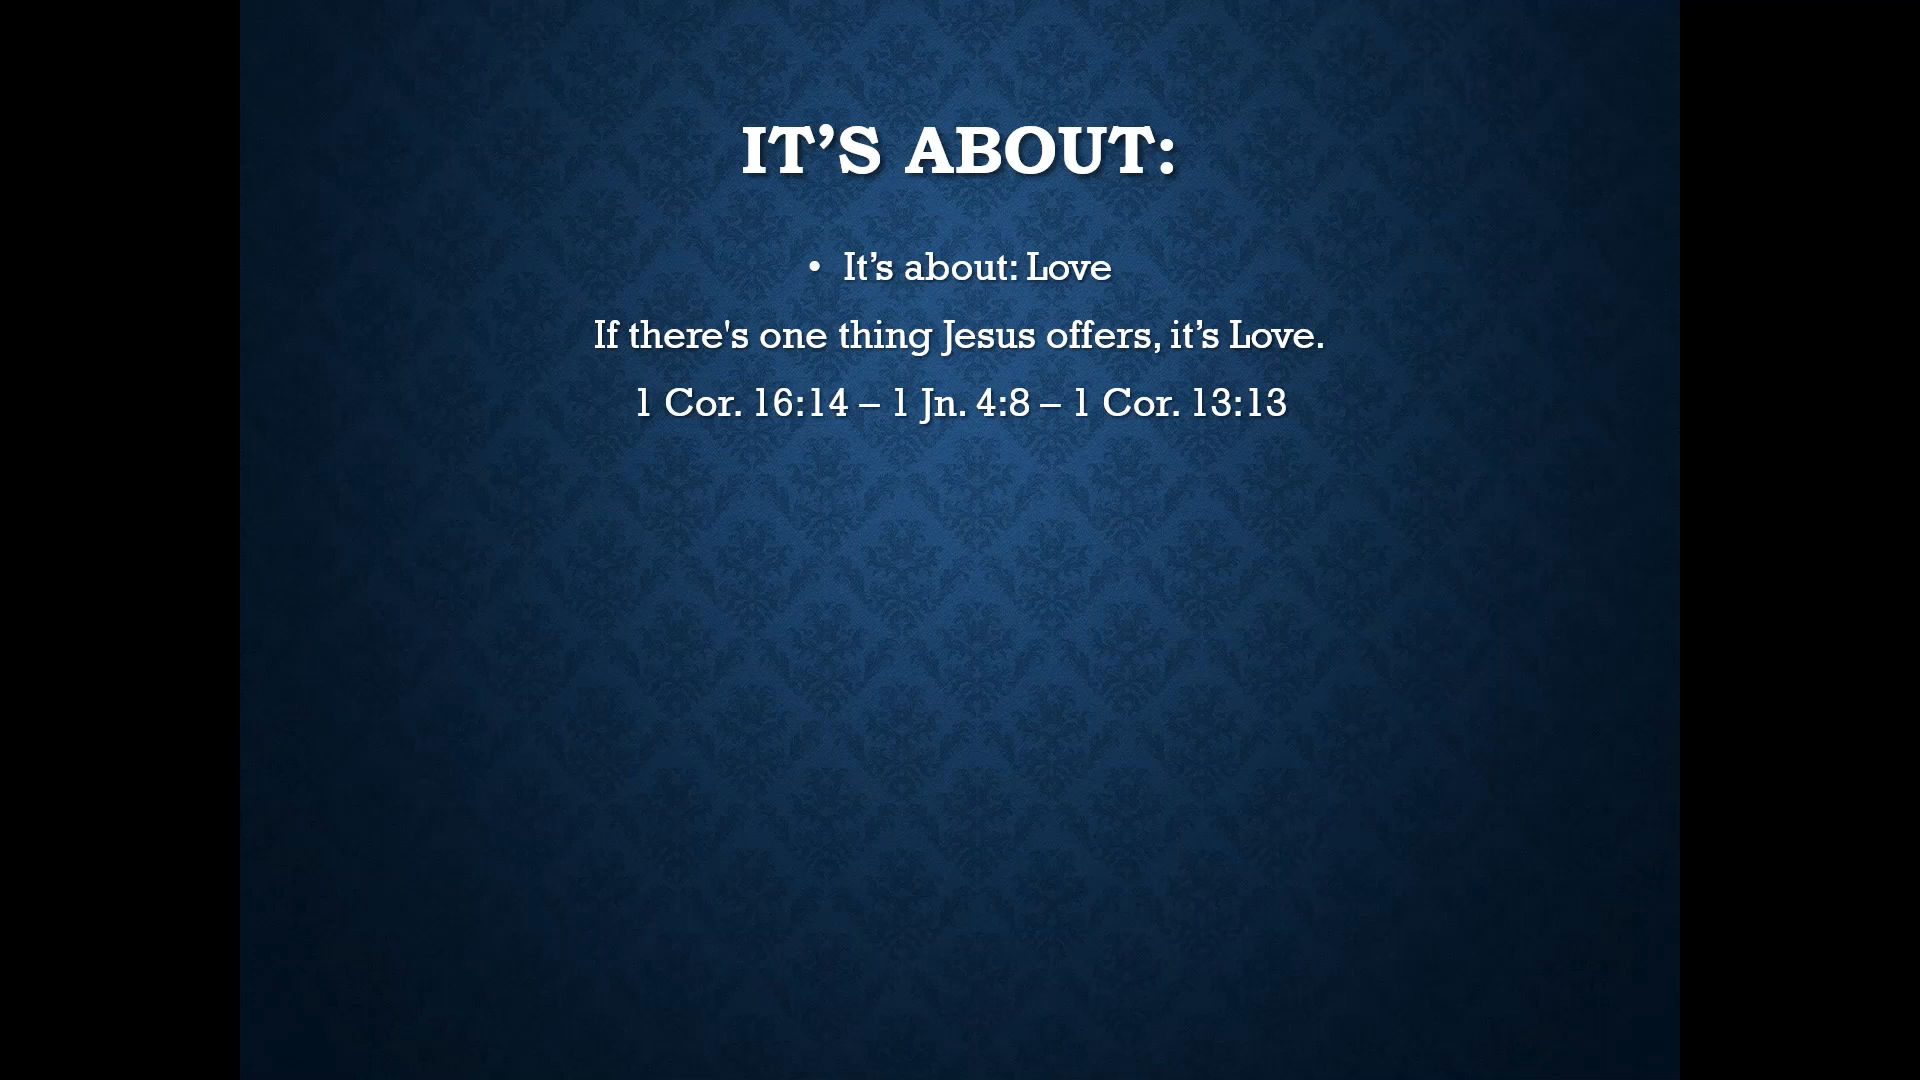 IT’S ABOUT:
• It’s about: Love
If there's one thing Jesus offers, it’s Love.
1 Cor. 16:14 – 1 Jn. 4:8 – 1 Cor. 13:13